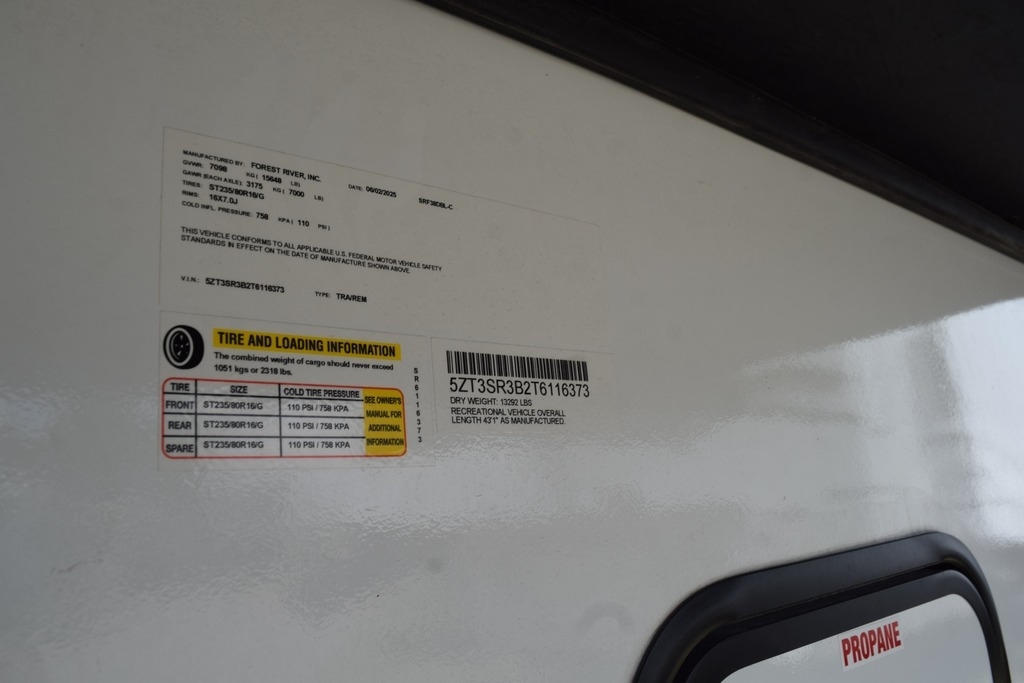 MANUFACTURED BY: FOREST RIVER, INC. DATE: 06/02/2025 SRF38DBL-C
GVWR: 7098 KG ( 15648 LB)
GAWR (EACH AXLE): 3175 KG ( 7000 LB)
TIRES: ST235/80R16/G
RIMS: 16X7.0J
COLD INFL. PRESSURE: 758 KPA ( 110 PSI )
THIS VEHICLE CONFORMS TO ALL APPLICABLE U.S. FEDERAL MOTOR VEHICLE SAFETY
STANDARDS IN EFFECT ON THE DATE OF MANUFACTURE SHOWN ABOVE.
V.I.N.: 5ZT3SR3B2T6116373 TYPE: TRA/REM
TIRE AND LOADING INFORMATION
The combined weight of cargo should never exceed
1051 kgs or 2318 lbs.
TIRE SIZE COLD TIRE PRESSURE
FRONT ST235/80R16/G 110 PSI / 758 KPA
REAR ST235/80R16/G 110 PSI / 758 KPA
SPARE ST235/80R16/G 110 PSI / 758 KPA
SEE OWNER'S
MANUAL FOR
ADDITIONAL
INFORMATION
SR6116373
5ZT3SR3B2T6116373
DRY WEIGHT: 13292 LBS
RECREATIONAL VEHICLE OVERALL
LENGTH 43'1" AS MANUFACTURED.
PROPANE